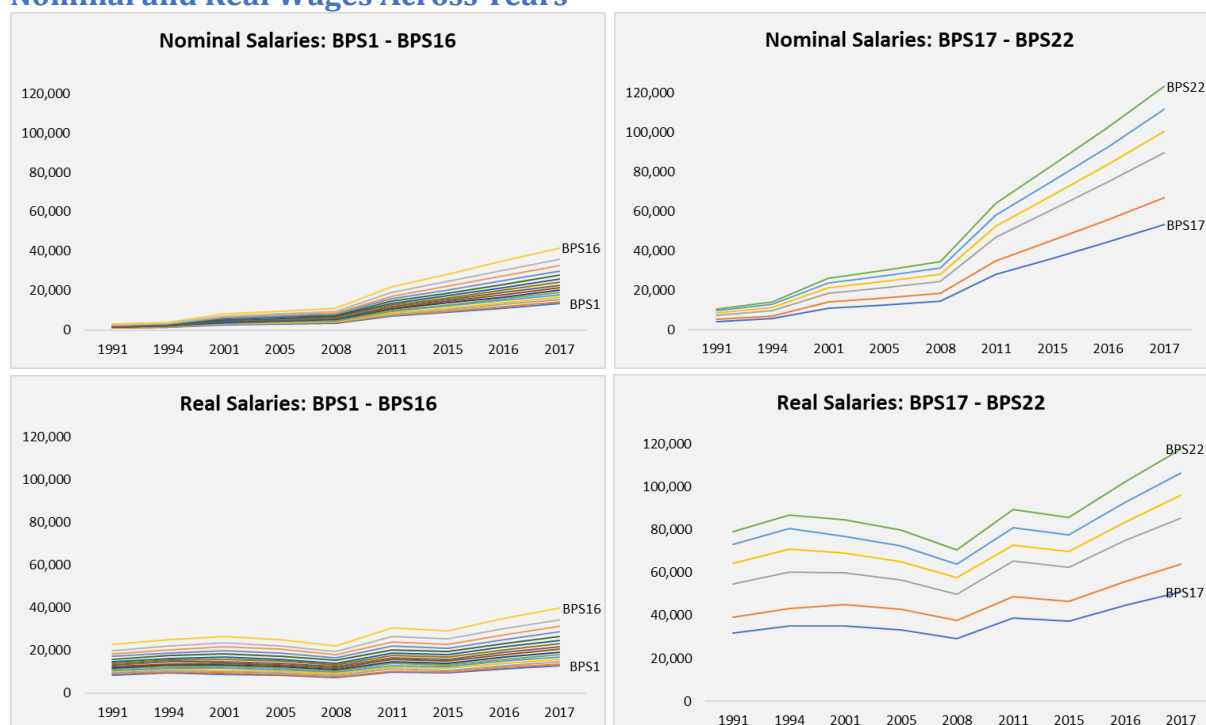 Nominal and Real Wages Across Years
Nominal Salaries: BPS1 - BPS16
120,000
100,000
80,000
60,000
40,000
20,000
0
BPS16
BPS1
1991 1994 2001 2005 2008 2011 2015 2016 2017
Nominal Salaries: BPS17 - BPS22
120,000
100,000
80,000
60,000
40,000
20,000
0
BPS22
BPS17
1991 1994 2001 2005 2008 2011 2015 2016 2017
Real Salaries: BPS1 - BPS16
120,000
100,000
80,000
60,000
40,000
20,000
0
BPS16
BPS1
1991 1994 2001 2005 2008 2011 2015 2016 2017
Real Salaries: BPS17 - BPS22
120,000
100,000
80,000
60,000
40,000
20,000
0
BPS22
BPS17
1991 1994 2001 2005 2008 2011 2015 2016 2017